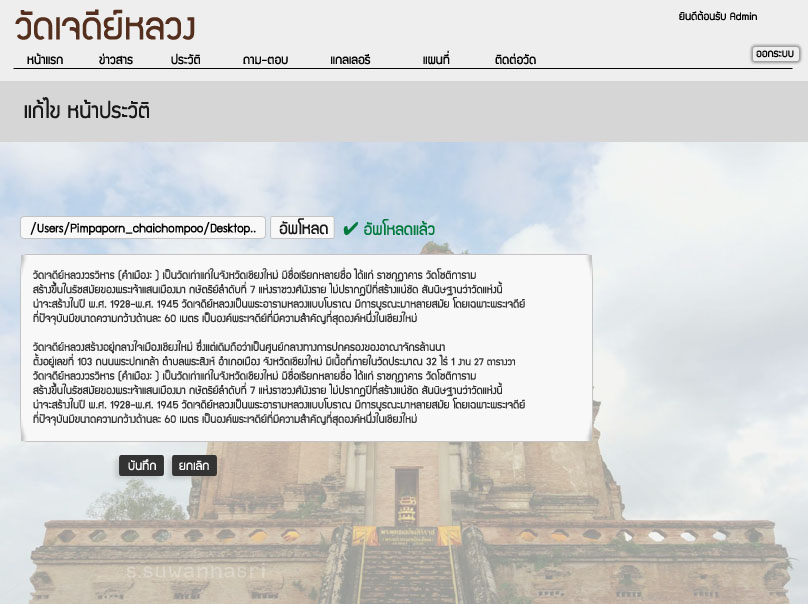 วัดเจดีย์หลวง
ยินดีต้อนรับ Admin
หน้าแรก ข่าวสาร ประวัติ ถาม-ตอบ แกลเลอรี แผนที่ ติดต่อวัด
ออกระบบ
แก้ไข หน้าประวัติ
/Users/Pimpaporn_chaichompoo/Desktop.. อัพโหลด ✔ อัพโหลดแล้ว
วัดเจดีย์หลวงวรวิหาร (คำเมือง: ) เป็นวัดเก่าแก่ในจังหวัดเชียงใหม่ มีชื่อเรียกหลายชื่อ ได้แก่ ราชกุฏาคาร วัดโชติการาม
สร้างขึ้นในรัชสมัยของพระเจ้าแสนเมืองมา กษัตริย์ลำดับที่ 7 แห่งราชวงศ์มังราย ไม่ปรากฏปีที่สร้างแน่ชัด สันนิษฐานว่าวัดแห่งนี้
น่าจะสร้างในปี พ.ศ. 1928-พ.ศ. 1945 วัดเจดีย์หลวงเป็นพระอารามหลวงแบบโบราณ มีการบูรณะมาหลายสมัย โดยเฉพาะพระเจดีย์
ที่ปัจจุบันมีขนาดความกว้างด้านละ 60 เมตร เป็นองค์พระเจดีย์ที่มีความสำคัญที่สุดองค์หนึ่งในเชียงใหม่
วัดเจดีย์หลวงสร้างอยู่กลางใจเมืองเชียงใหม่ ซึ่งแต่เดิมถือว่าเป็นศูนย์กลางทางการปกครองของอาณาจักรล้านนา
ตั้งอยู่เลขที่ 103 ถนนพระปกเกล้า ตำบลพระสิงห์ อำเภอเมือง จังหวัดเชียงใหม่ มีเนื้อที่ภายในวัดประมาณ 32 ไร่ 1 งาน 27 ตารางวา
วัดเจดีย์หลวงวรวิหาร (คำเมือง: ) เป็นวัดเก่าแก่ในจังหวัดเชียงใหม่ มีชื่อเรียกหลายชื่อ ได้แก่ ราชกุฏาคาร วัดโชติการาม
สร้างขึ้นในรัชสมัยของพระเจ้าแสนเมืองมา กษัตริย์ลำดับที่ 7 แห่งราชวงศ์มังราย ไม่ปรากฏปีที่สร้างแน่ชัด สันนิษฐานว่าวัดแห่งนี้
น่าจะสร้างในปี พ.ศ. 1928-พ.ศ. 1945 วัดเจดีย์หลวงเป็นพระอารามหลวงแบบโบราณ มีการบูรณะมาหลายสมัย โดยเฉพาะพระเจดีย์
ที่ปัจจุบันมีขนาดความกว้างด้านละ 60 เมตร เป็นองค์พระเจดีย์ที่มีความสำคัญที่สุดองค์หนึ่งในเชียงใหม่
บันทึก ยกเลิก
s.suwannasri